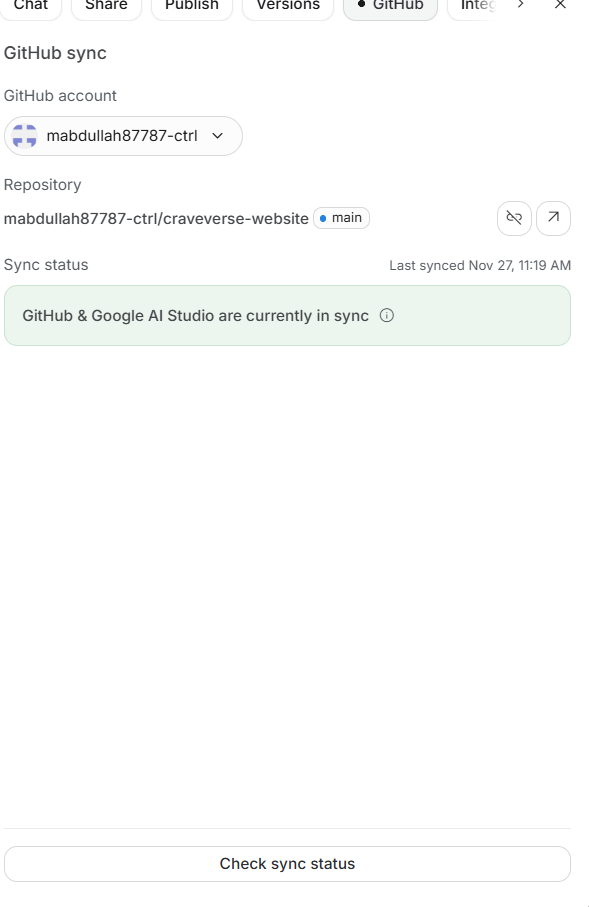 Chat Share Publish Versions GitHub Integ
GitHub sync
GitHub account
mabdullah87787-ctrl
Repository
mabdullah87787-ctrl/craveverse-website main
Sync status Last synced Nov 27, 11:19 AM
GitHub & Google AI Studio are currently in sync
Check sync status